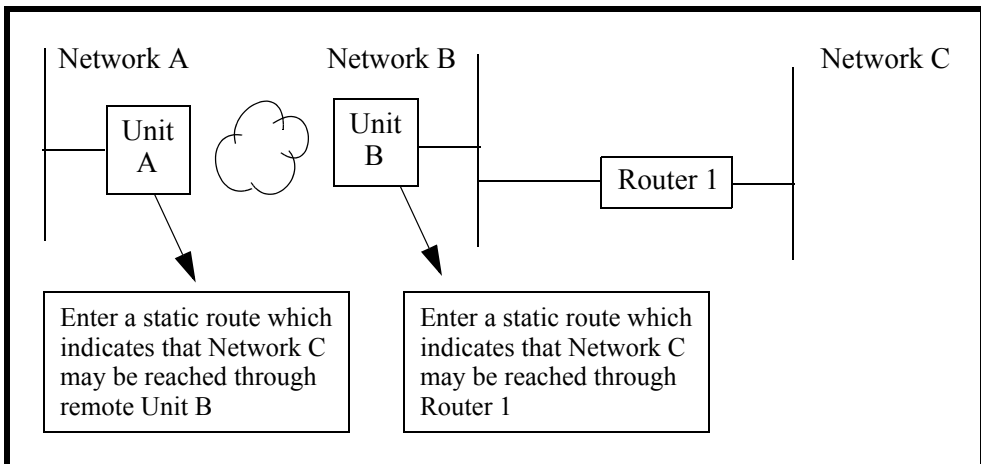 Network A
Network B
Network C
Unit
A
Unit
B
Router 1
Enter a static route which
indicates that Network C
may be reached through
remote Unit B
Enter a static route which
indicates that Network C
may be reached through
Router 1